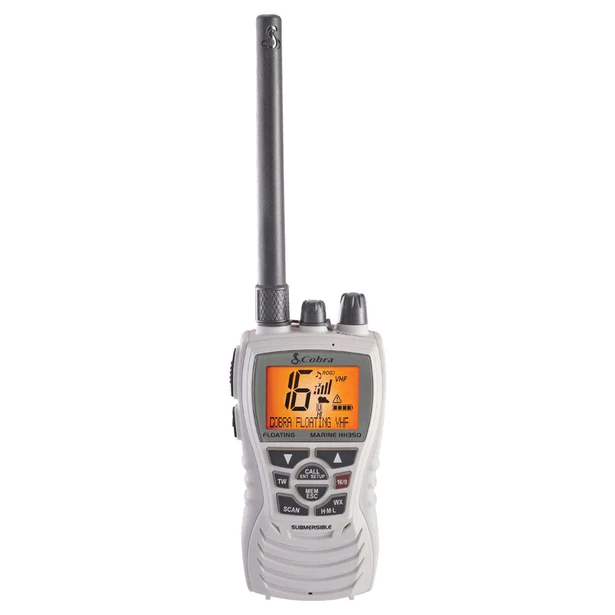 Cobra
ROG1
16
VHF
COBRA FLOATING VHF
FLOATING MARINE HH350
CALL
ENT SETUP
TW
16/9
MEM
ESC
SCAN
WX
H•M•L
SUBMERSIBLE